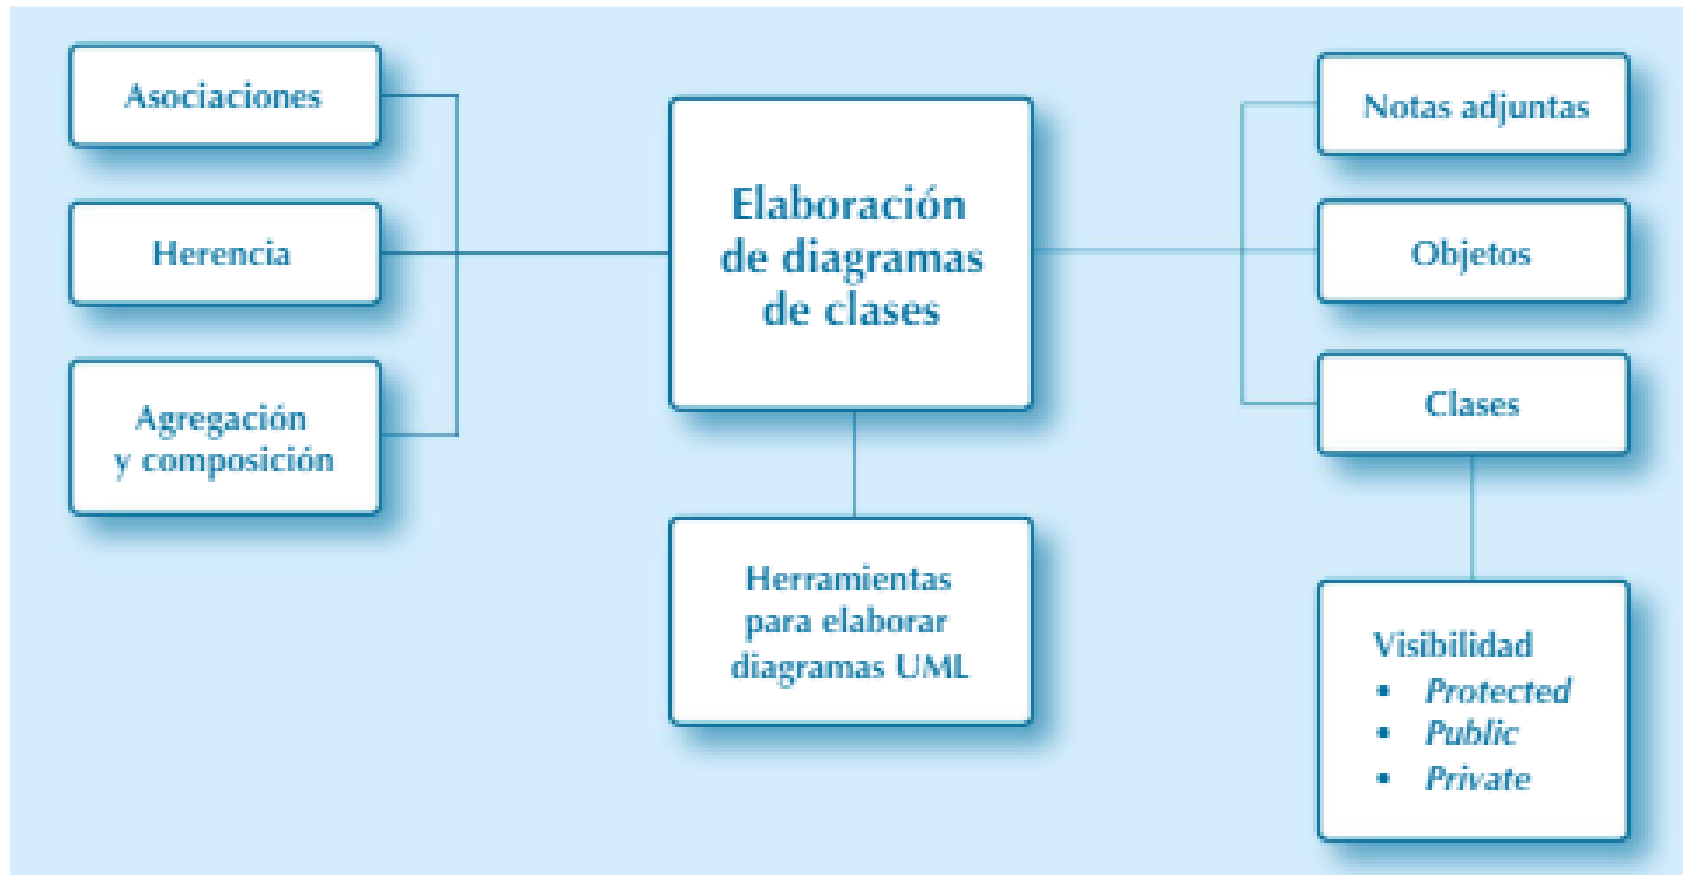 Asociaciones
Herencia
Agregación
y composición
Elaboración
de diagramas
de clases
Herramientas
para elaborar
diagramas UML
Notas adjuntas
Objetos
Clases
Visibilidad
• Protected
• Public
• Private